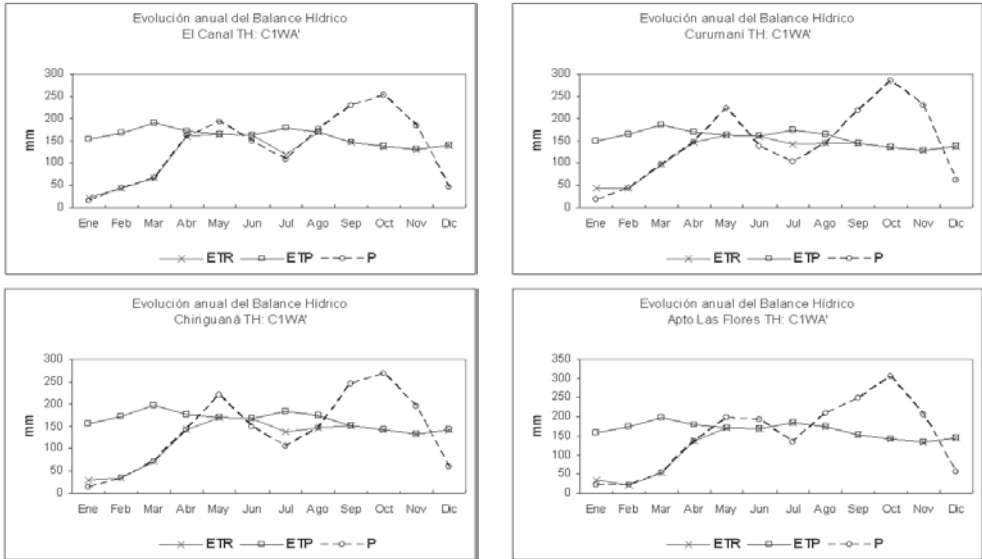 Evolución anual del Balance Hídrico
El Canal TH: C1WA'
mm
300
250
200
150
100
50
0
Ene Feb Mar Abr May Jun Jul Ago Sep Oct Nov Dic
ETR ETP P
Evolución anual del Balance Hídrico
Curumaní TH: C1WA'
mm
300
250
200
150
100
50
0
Ene Feb Mar Abr May Jun Jul Ago Sep Oct Nov Dic
ETR ETP P
Evolución anual del Balance Hídrico
Chiriguaná TH: C1WA'
mm
300
250
200
150
100
50
0
Ene Feb Mar Abr May Jun Jul Ago Sep Oct Nov Dic
ETR ETP P
Evolución anual del Balance Hídrico
Apto Las Flores TH: C1WA'
mm
350
300
250
200
150
100
50
0
Ene Feb Mar Abr May Jun Jul Ago Sep Oct Nov Dic
ETR ETP P